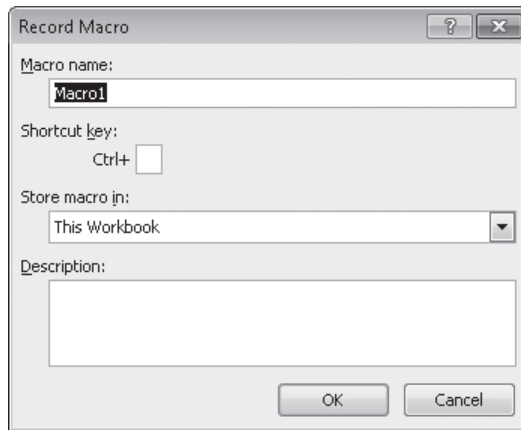 Record Macro
Macro name:
Macro1
Shortcut key:
Ctrl+
Store macro in:
This Workbook
Description:
OK Cancel